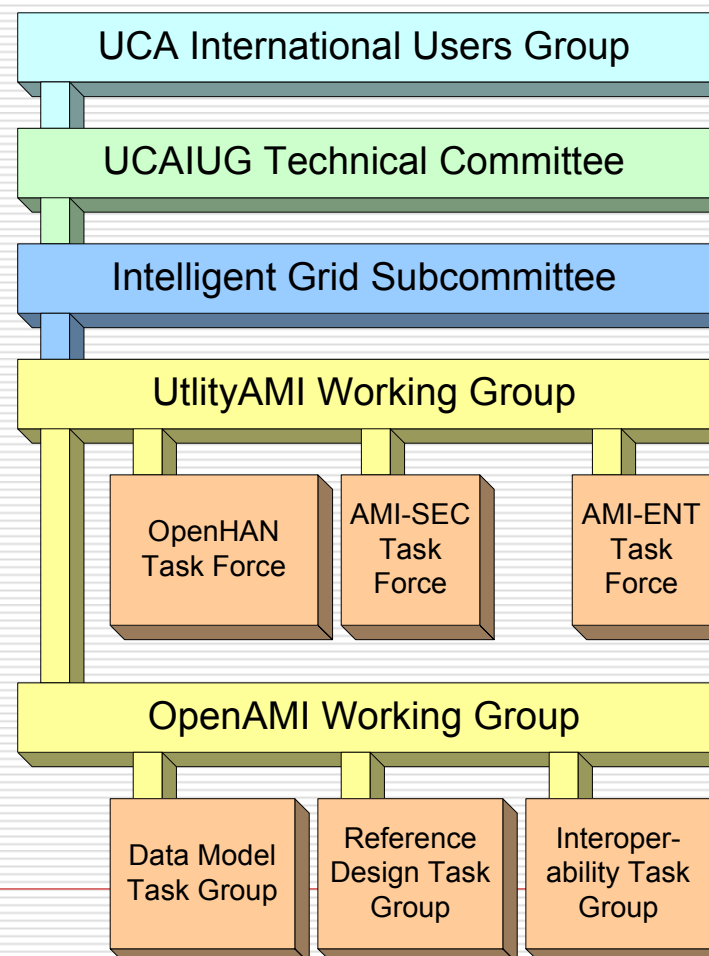 UCA International Users Group
UCAIUG Technical Committee
Intelligent Grid Subcommittee
UtlityAMI Working Group
OpenHAN
Task Force
AMI-SEC
Task
Force
AMI-ENT
Task
Force
OpenAMI Working Group
Data Model
Task Group
Reference
Design Task
Group
Interoper-
ability Task
Group